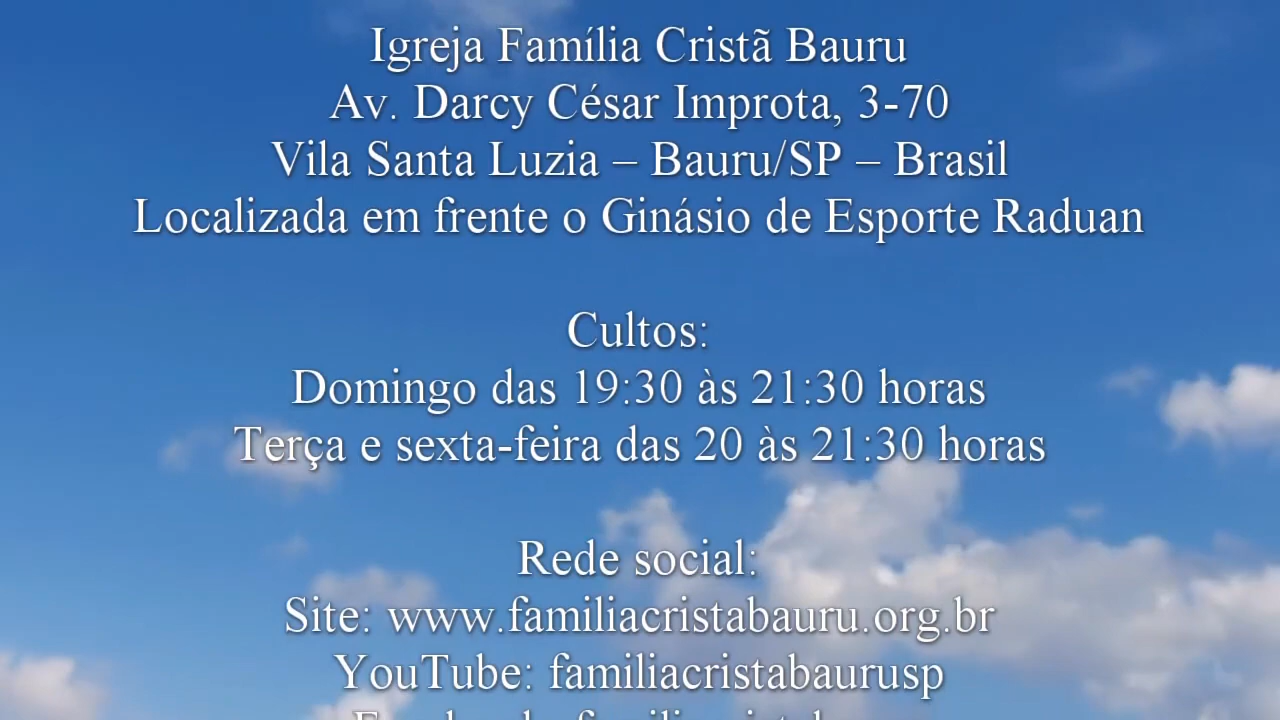 Igreja Família Cristã Bauru
Av. Darcy César Improta, 3-70
Vila Santa Luzia – Bauru/SP – Brasil
Localizada em frente o Ginásio de Esporte Raduan
Cultos:
Domingo das 19:30 às 21:30 horas
Terça e sexta-feira das 20 às 21:30 horas
Rede social:
Site: www.familiacristabauru.org.br
YouTube: familiacristabaurusp